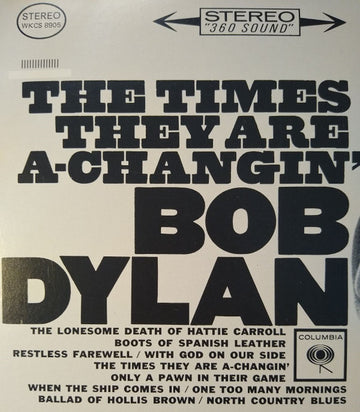 STEREO
WKCS 8905
STEREO
"360 SOUND"
THE TIMES
THEY ARE
A-CHANGIN'
BOB
DYLAN
THE LONESOME DEATH OF HATTIE CARROLL
BOOTS OF SPANISH LEATHER
RESTLESS FAREWELL / WITH GOD ON OUR SIDE
THE TIMES THEY ARE A-CHANGIN'
ONLY A PAWN IN THEIR GAME
WHEN THE SHIP COMES IN / ONE TOO MANY MORNINGS
BALLAD OF HOLLIS BROWN / NORTH COUNTRY BLUES
COLUMBIA